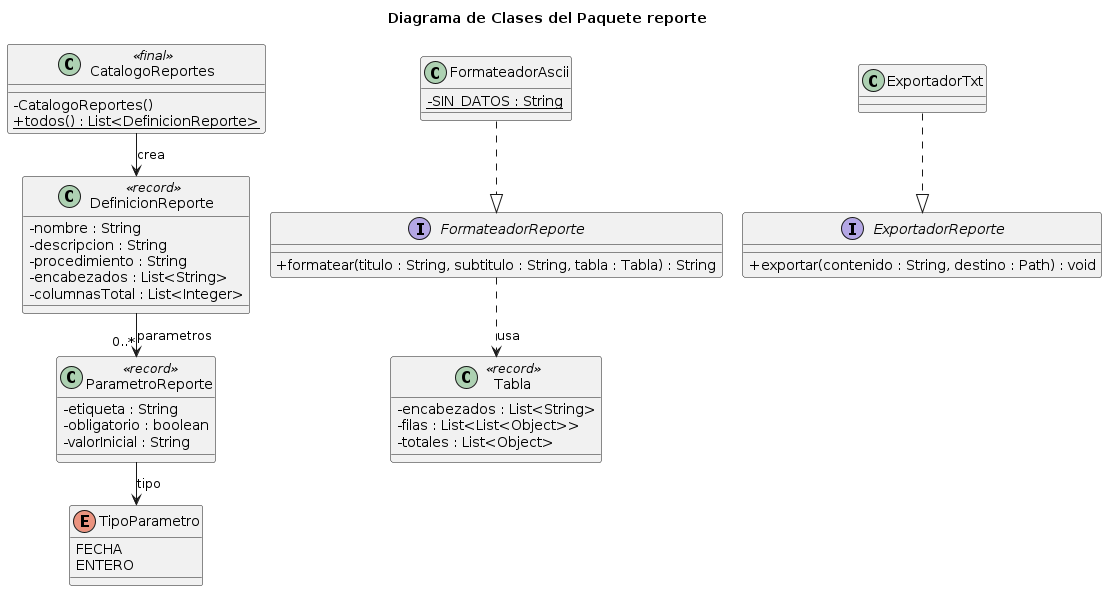 Diagrama de Clases del Paquete reporte
C
«final»
CatalogoReportes
-CatalogoReportes()
+todos() : List<DefinicionReporte>
crea
C
«record»
DefinicionReporte
-nombre : String
-descripcion : String
-procedimiento : String
-encabezados : List<String>
-columnasTotal : List<Integer>
0..*
parametros
C
«record»
ParametroReporte
-etiqueta : String
-obligatorio : boolean
-valorInicial : String
tipo
E TipoParametro
FECHA
ENTERO
C FormateadorAscii
-SIN_DATOS : String
I FormateadorReporte
+formatear(titulo : String, subtitulo : String, tabla : Tabla) : String
usa
C
«record»
Tabla
-encabezados : List<String>
-filas : List<List<Object>>
-totales : List<Object>
C ExportadorTxt
I ExportadorReporte
+exportar(contenido : String, destino : Path) : void